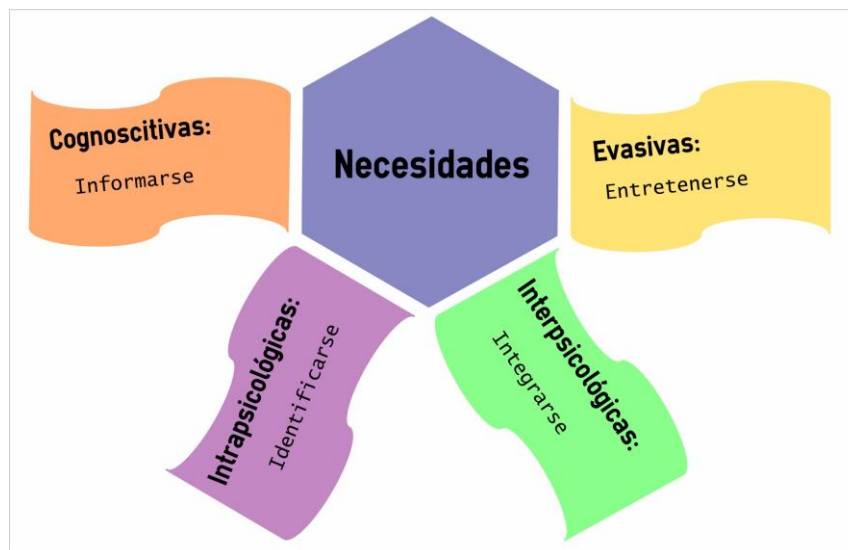 Necesidades
Cognoscitivas:
Informarse
Evasivas:
Entretenerse
Intrapsicológicas:
Identificarse
Interpsicológicas:
Integrarse